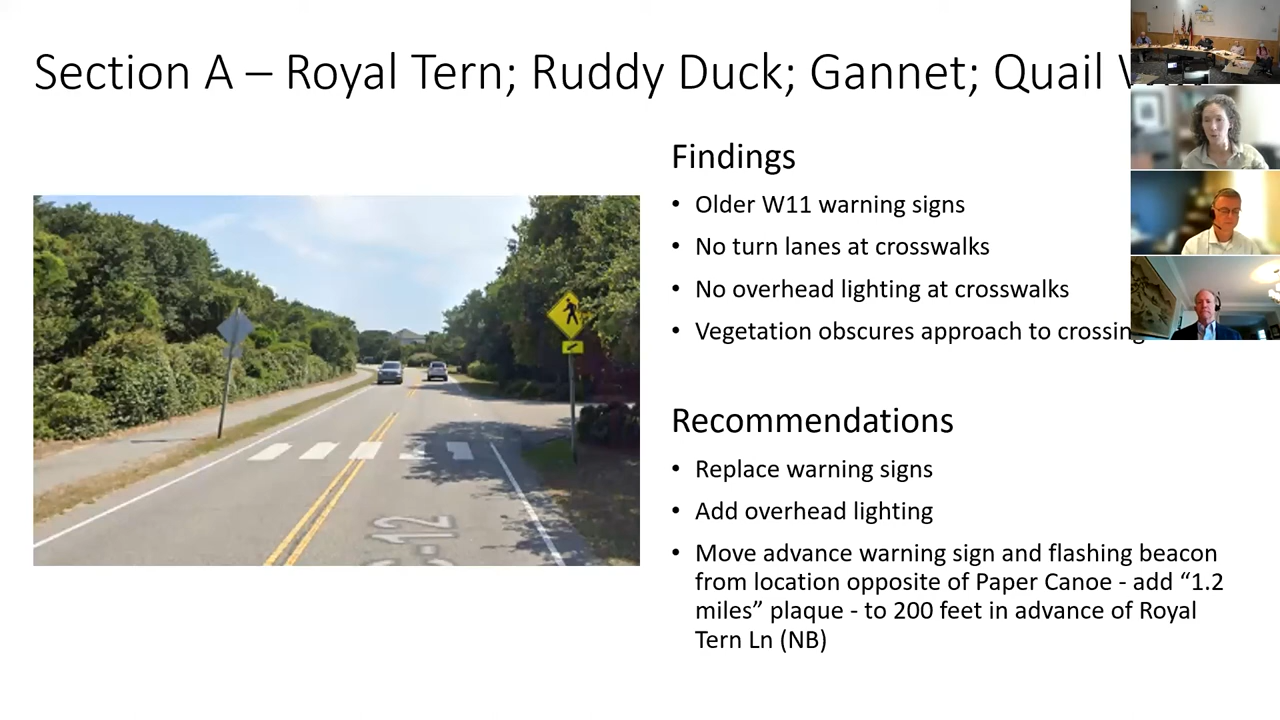 Section A – Royal Tern; Ruddy Duck; Gannet; Quail
Findings
• Older W11 warning signs
• No turn lanes at crosswalks
• No overhead lighting at crosswalks
• Vegetation obscures approach to crossing
Recommendations
• Replace warning signs
• Add overhead lighting
• Move advance warning sign and flashing beacon
from location opposite of Paper Canoe - add “1.2
miles” plaque - to 200 feet in advance of Royal
Tern Ln (NB)